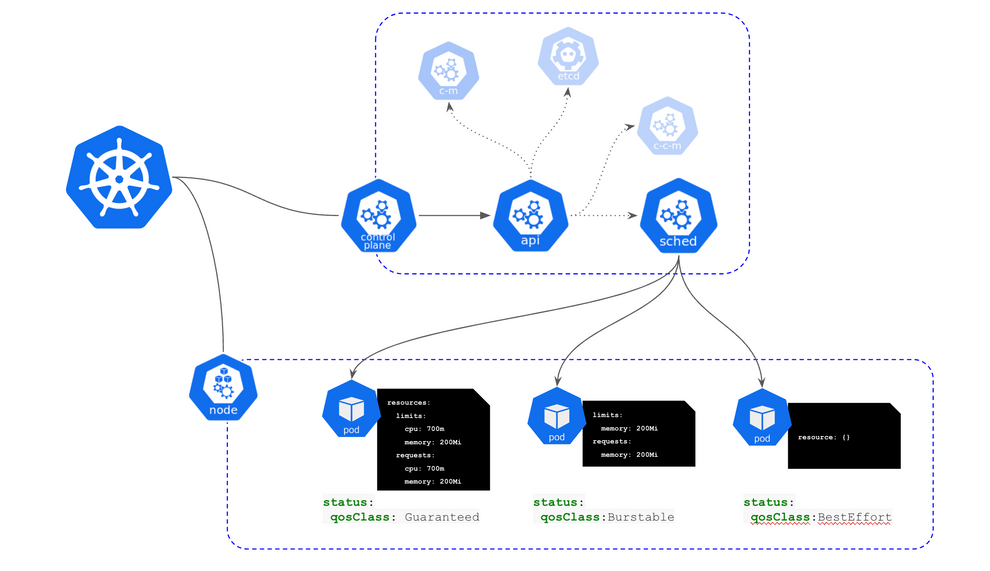 etcd
c-m
c-c-m
control
plane
api
sched
node
pod
resources:
limits:
cpu: 700m
memory: 200Mi
requests:
cpu: 700m
memory: 200Mi
status:
qosClass: Guaranteed
pod
limits:
memory: 200Mi
requests:
memory: 200Mi
status:
qosClass:Burstable
pod
resource: {}
status:
qosClass:BestEffort